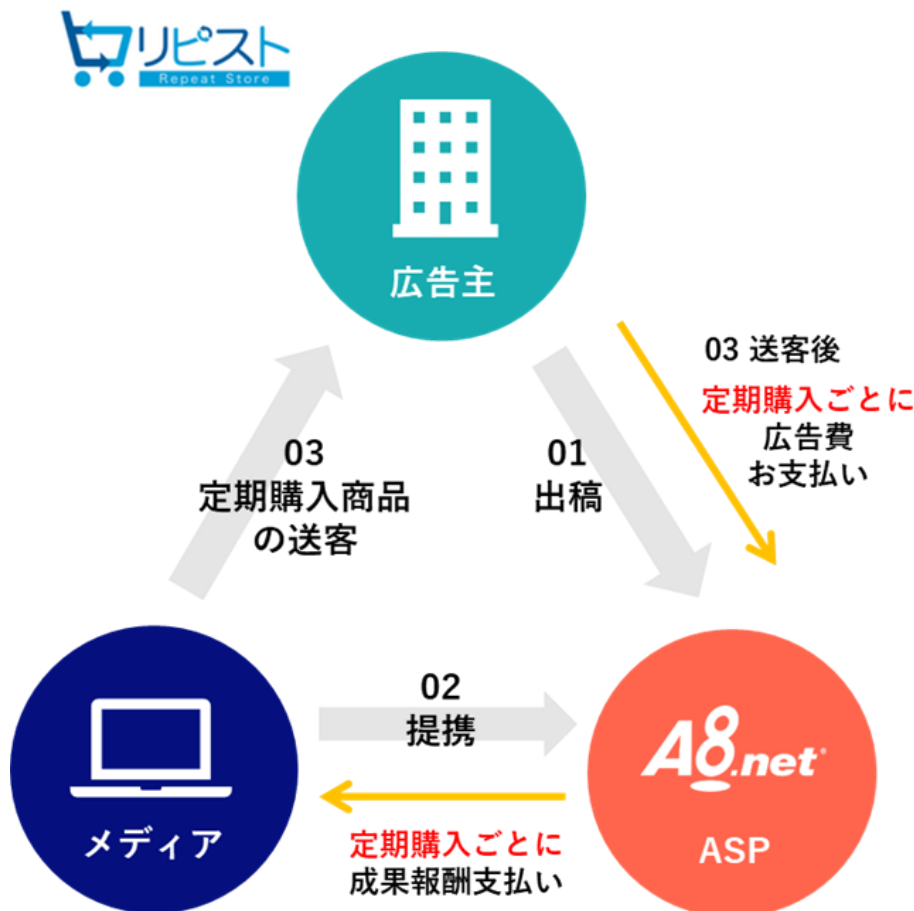 リピスト
Repeat Store
広告主
03 送客後
定期購入ごとに
広告費
お支払い
03
定期購入商品
の送客
01
出稿
02
提携
A8.net
ASP
メディア
定期購入ごとに
成果報酬支払い